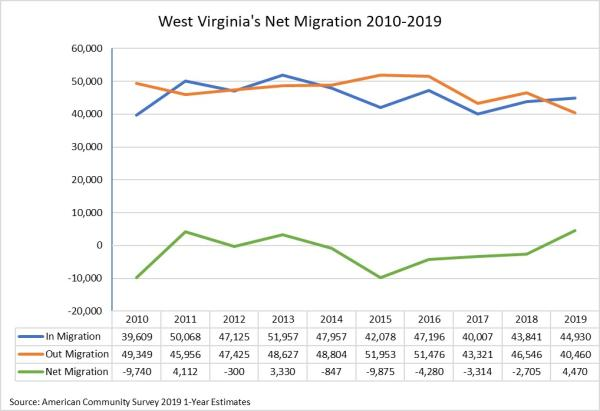 West Virginia's Net Migration 2010-2019
60,000
50,000
40,000
30,000
20,000
10,000
0
-10,000
-20,000
2010 2011 2012 2013 2014 2015 2016 2017 2018 2019
In Migration 39,609 50,068 47,125 51,957 47,957 42,078 47,196 40,007 43,841 44,930
Out Migration 49,349 45,956 47,425 48,627 48,804 51,953 51,476 43,321 46,546 40,460
Net Migration -9,740 4,112 -300 3,330 -847 -9,875 -4,280 -3,314 -2,705 4,470
Source: American Community Survey 2019 1-Year Estimates